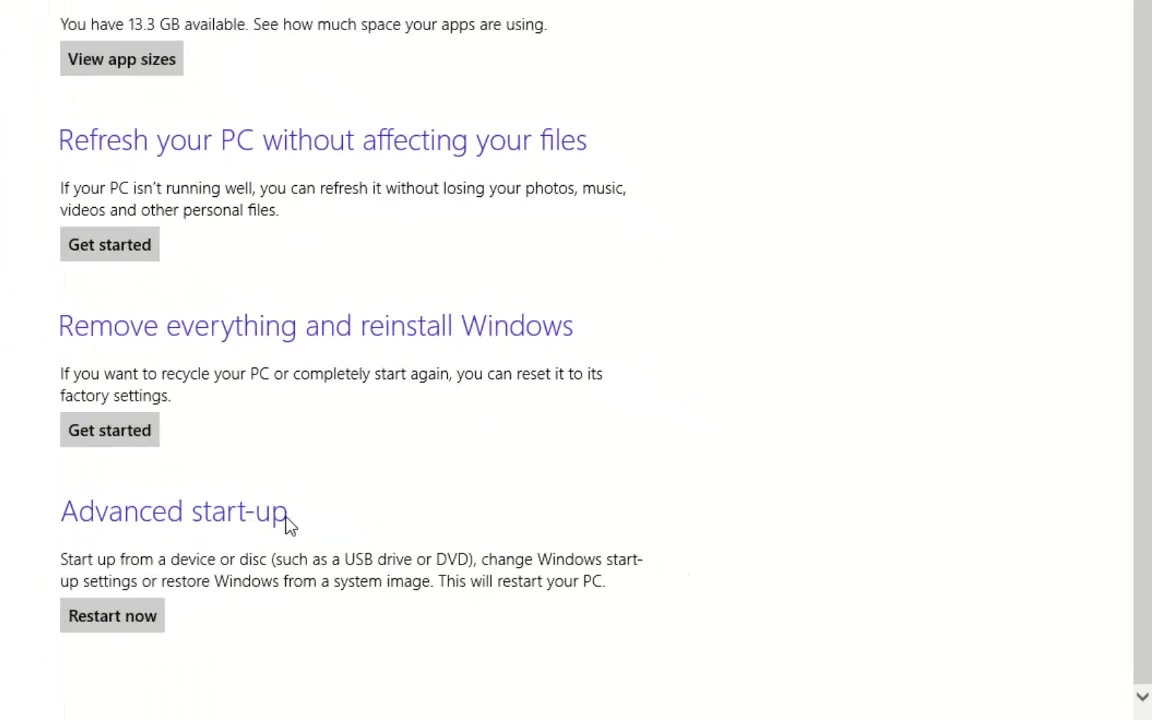 You have 13.3 GB available. See how much space your apps are using.
View app sizes
Refresh your PC without affecting your files
If your PC isn't running well, you can refresh it without losing your photos, music,
videos and other personal files.
Get started
Remove everything and reinstall Windows
If you want to recycle your PC or completely start again, you can reset it to its
factory settings.
Get started
Advanced start-up
Start up from a device or disc (such as a USB drive or DVD), change Windows start-
up settings or restore Windows from a system image. This will restart your PC.
Restart now